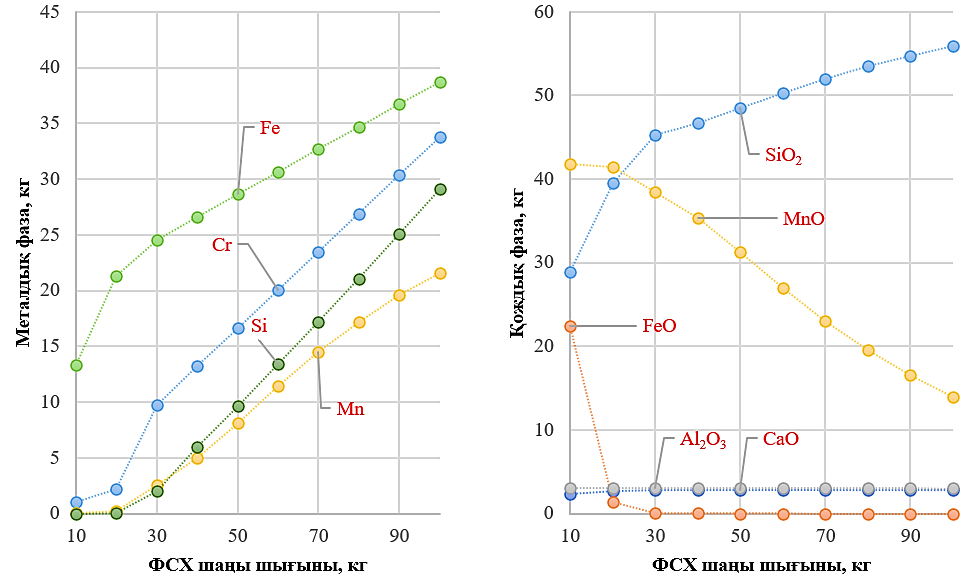 45
40
35
30
25
20
15
10
5
0
Металдық фаза, кг
Fe
Cr
Si
Mn
10 30 50 70 90
ФСХ шаңы шығыны, кг
60
50
40
30
20
10
0
Қождық фаза, кг
SiO₂
MnO
FeO
Al₂O₃ CaO
10 30 50 70 90
ФСХ шаңы шығыны, кг